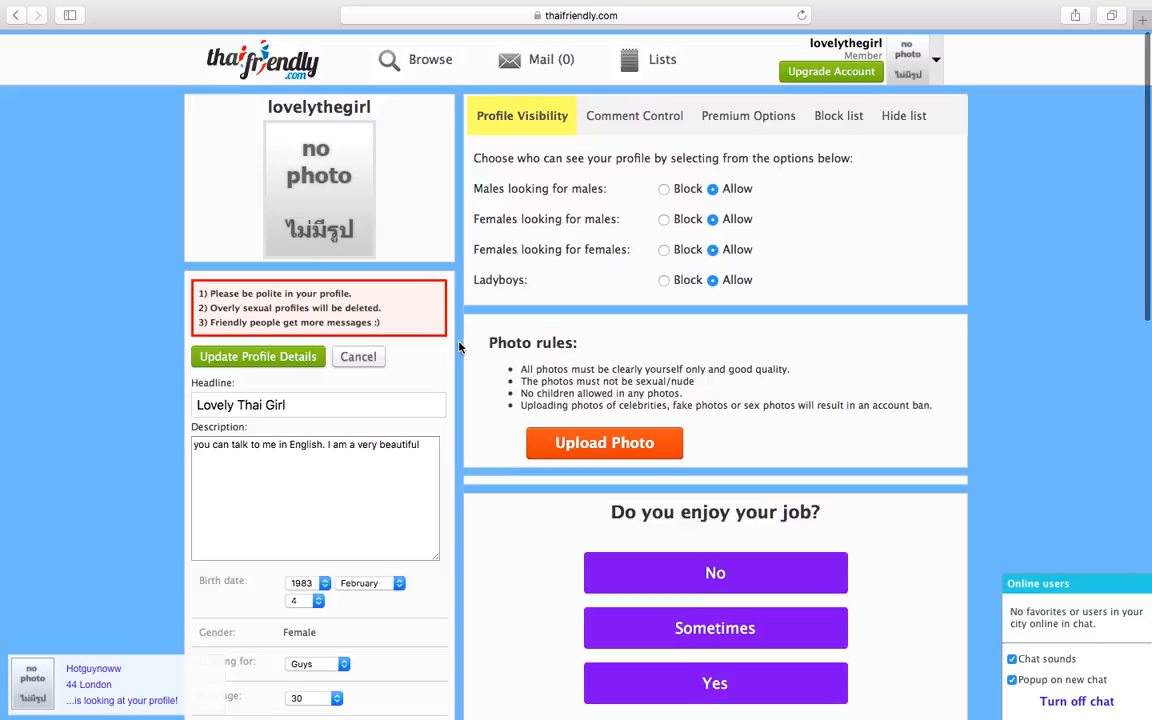 thaifriendly.com
thaifriendly
.com
Browse
Mail (0)
Lists
lovelythegirl
Member
Upgrade Account
no
photo
ไม่มีรูป
lovelythegirl
no
photo
ไม่มีรูป
1) Please be polite in your profile.
2) Overly sexual profiles will be deleted.
3) Friendly people get more messages :)
Update Profile Details
Cancel
Headline:
Lovely Thai Girl
Description:
you can talk to me in English. I am a very beautiful
Birth date:
1983
February
4
Gender:
Female
Guys
30
Profile Visibility
Comment Control
Premium Options
Block list
Hide list
Choose who can see your profile by selecting from the options below:
Males looking for males: Block Allow
Females looking for males: Block Allow
Females looking for females: Block Allow
Ladyboys: Block Allow
Photo rules:
All photos must be clearly yourself only and good quality.
The photos must not be sexual/nude
No children allowed in any photos.
Uploading photos of celebrities, fake photos or sex photos will result in an account ban.
Upload Photo
Do you enjoy your job?
No
Sometimes
Yes
no
photo
ไม่มีรูป
Hotguynoww
44 London
...is looking at your profile!
Online users
No favorites or users in your
city online in chat.
Chat sounds
Popup on new chat
Turn off chat